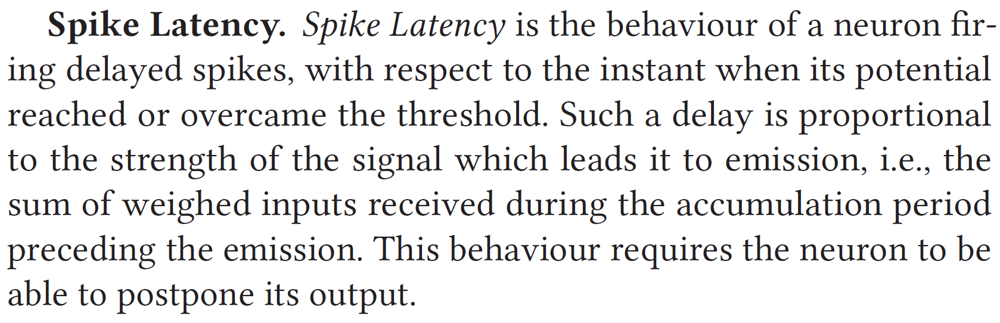 Spike Latency. Spike Latency is the behaviour of a neuron fir-
ing delayed spikes, with respect to the instant when its potential
reached or overcame the threshold. Such a delay is proportional
to the strength of the signal which leads it to emission, i.e., the
sum of weighed inputs received during the accumulation period
preceding the emission. This behaviour requires the neuron to be
able to postpone its output.